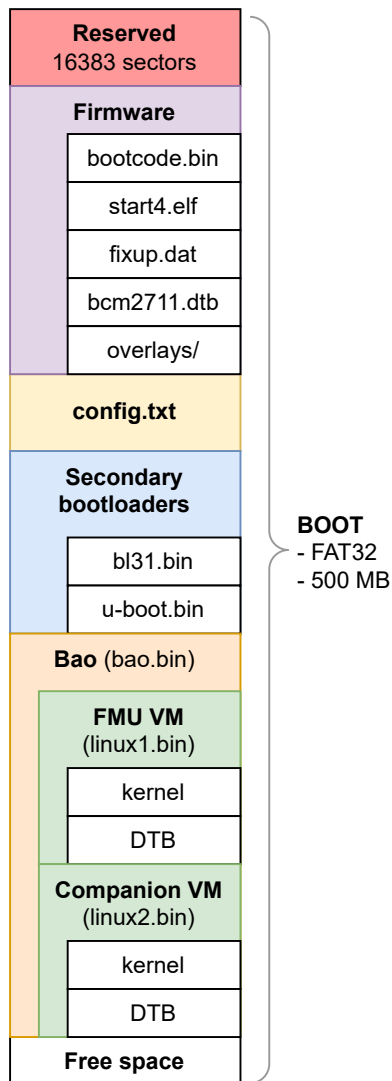 Reserved
16383 sectors
Firmware
bootcode.bin
start4.elf
fixup.dat
bcm2711.dtb
overlays/
config.txt
Secondary
bootloaders
bl31.bin
u-boot.bin
Bao (bao.bin)
FMU VM
(linux1.bin)
kernel
DTB
Companion VM
(linux2.bin)
kernel
DTB
Free space
BOOT
- FAT32
- 500 MB